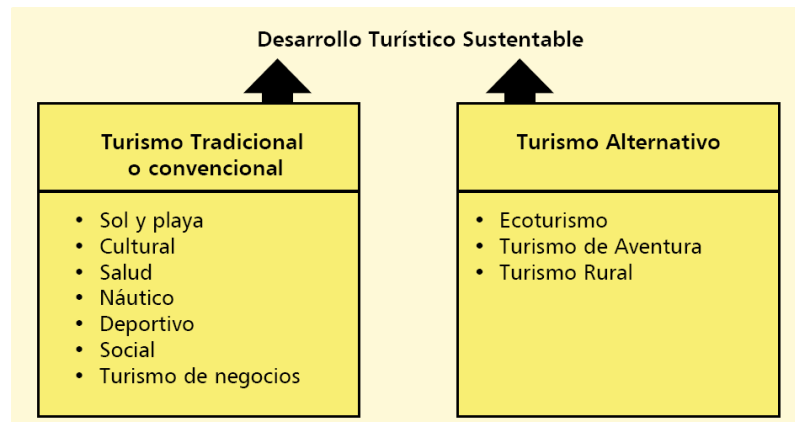 Desarrollo Turístico Sustentable
Turismo Tradicional
o convencional
• Sol y playa
• Cultural
• Salud
• Náutico
• Deportivo
• Social
• Turismo de negocios
Turismo Alternativo
• Ecoturismo
• Turismo de Aventura
• Turismo Rural